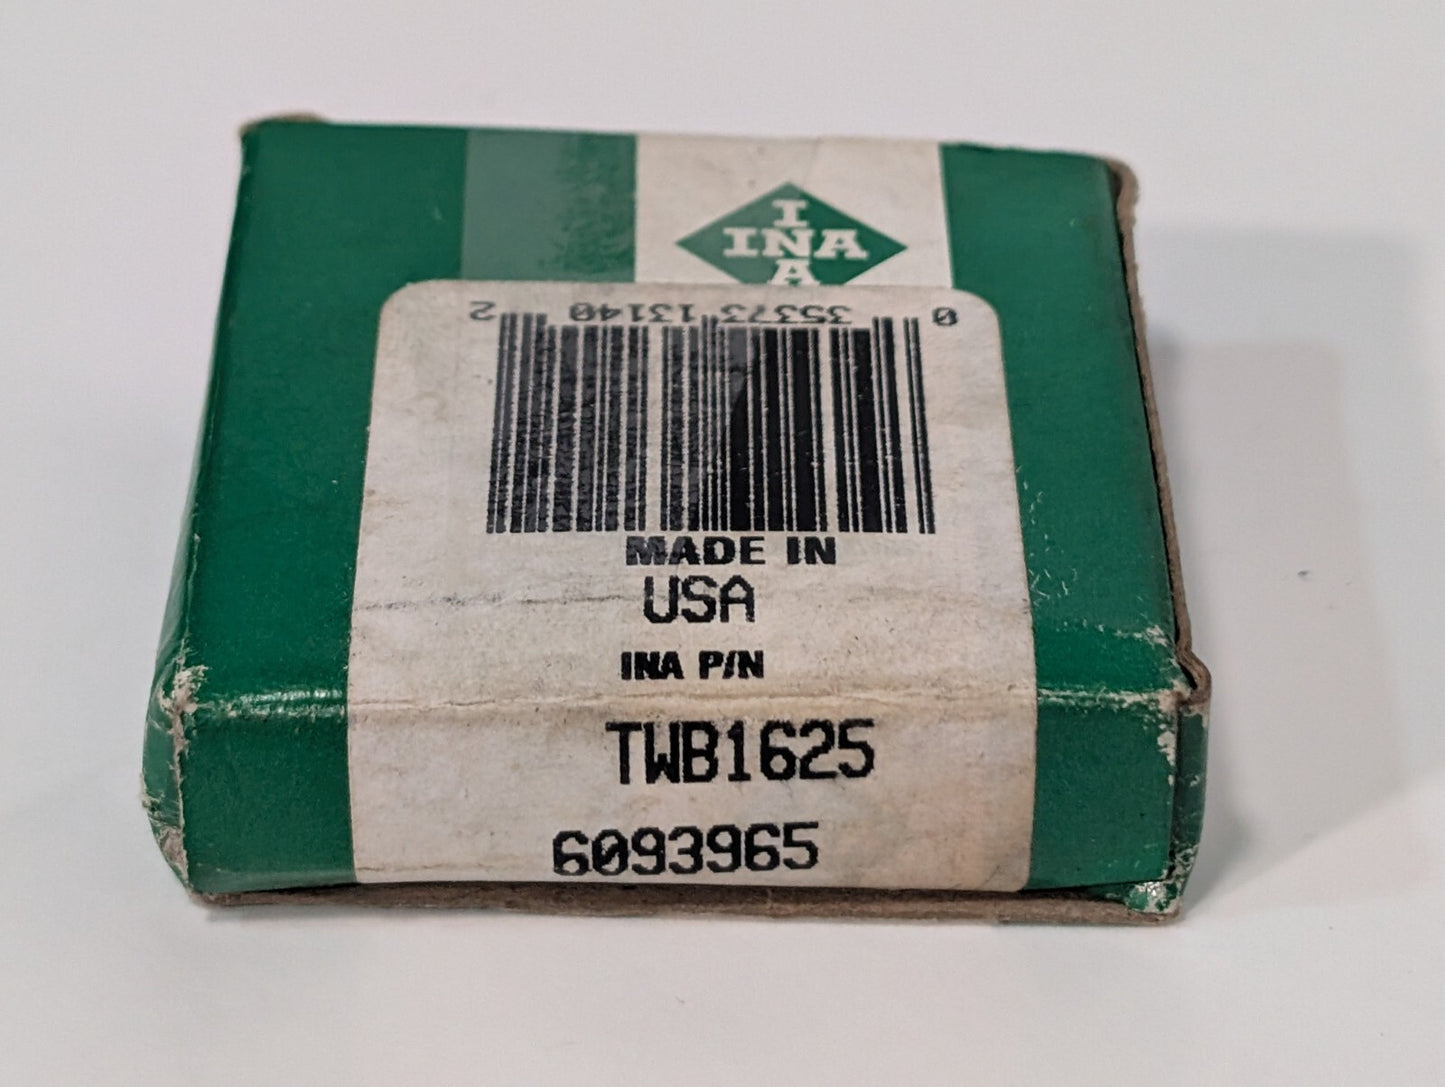 I
INA
A
0 35373 13140 2
MADE IN
USA
INA P/N
TWB1625
6093965